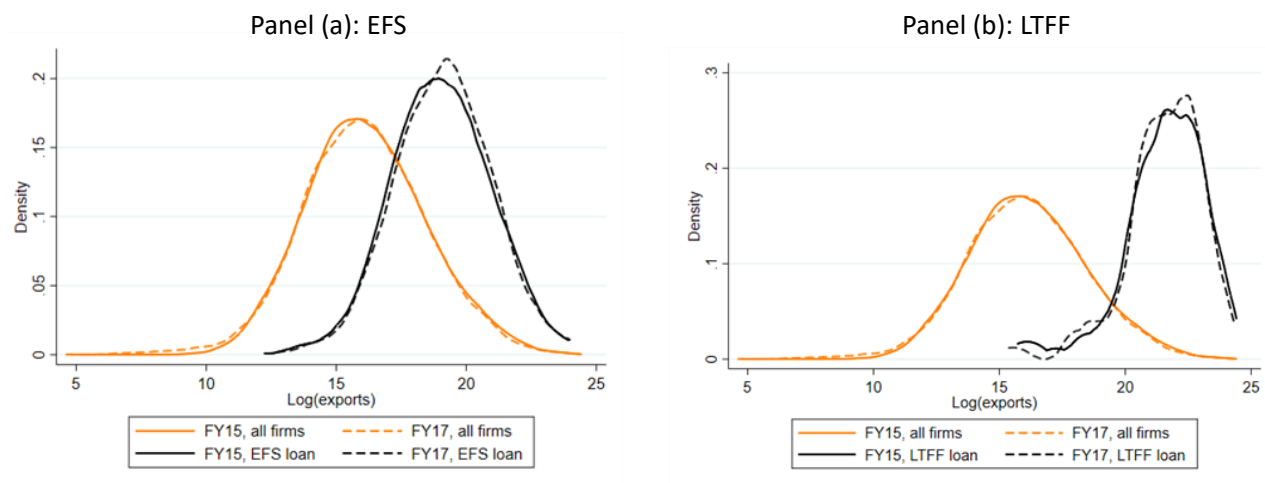 Panel (a): EFS
.2
.15
.1
.05
0
Density
5 10 15 20 25
Log(exports)
FY15, all firms FY17, all firms
FY15, EFS loan FY17, EFS loan
Panel (b): LTFF
.3
.2
.1
0
Density
5 10 15 20 25
Log(exports)
FY15, all firms FY17, all firms
FY15, LTFF loan FY17, LTFF loan